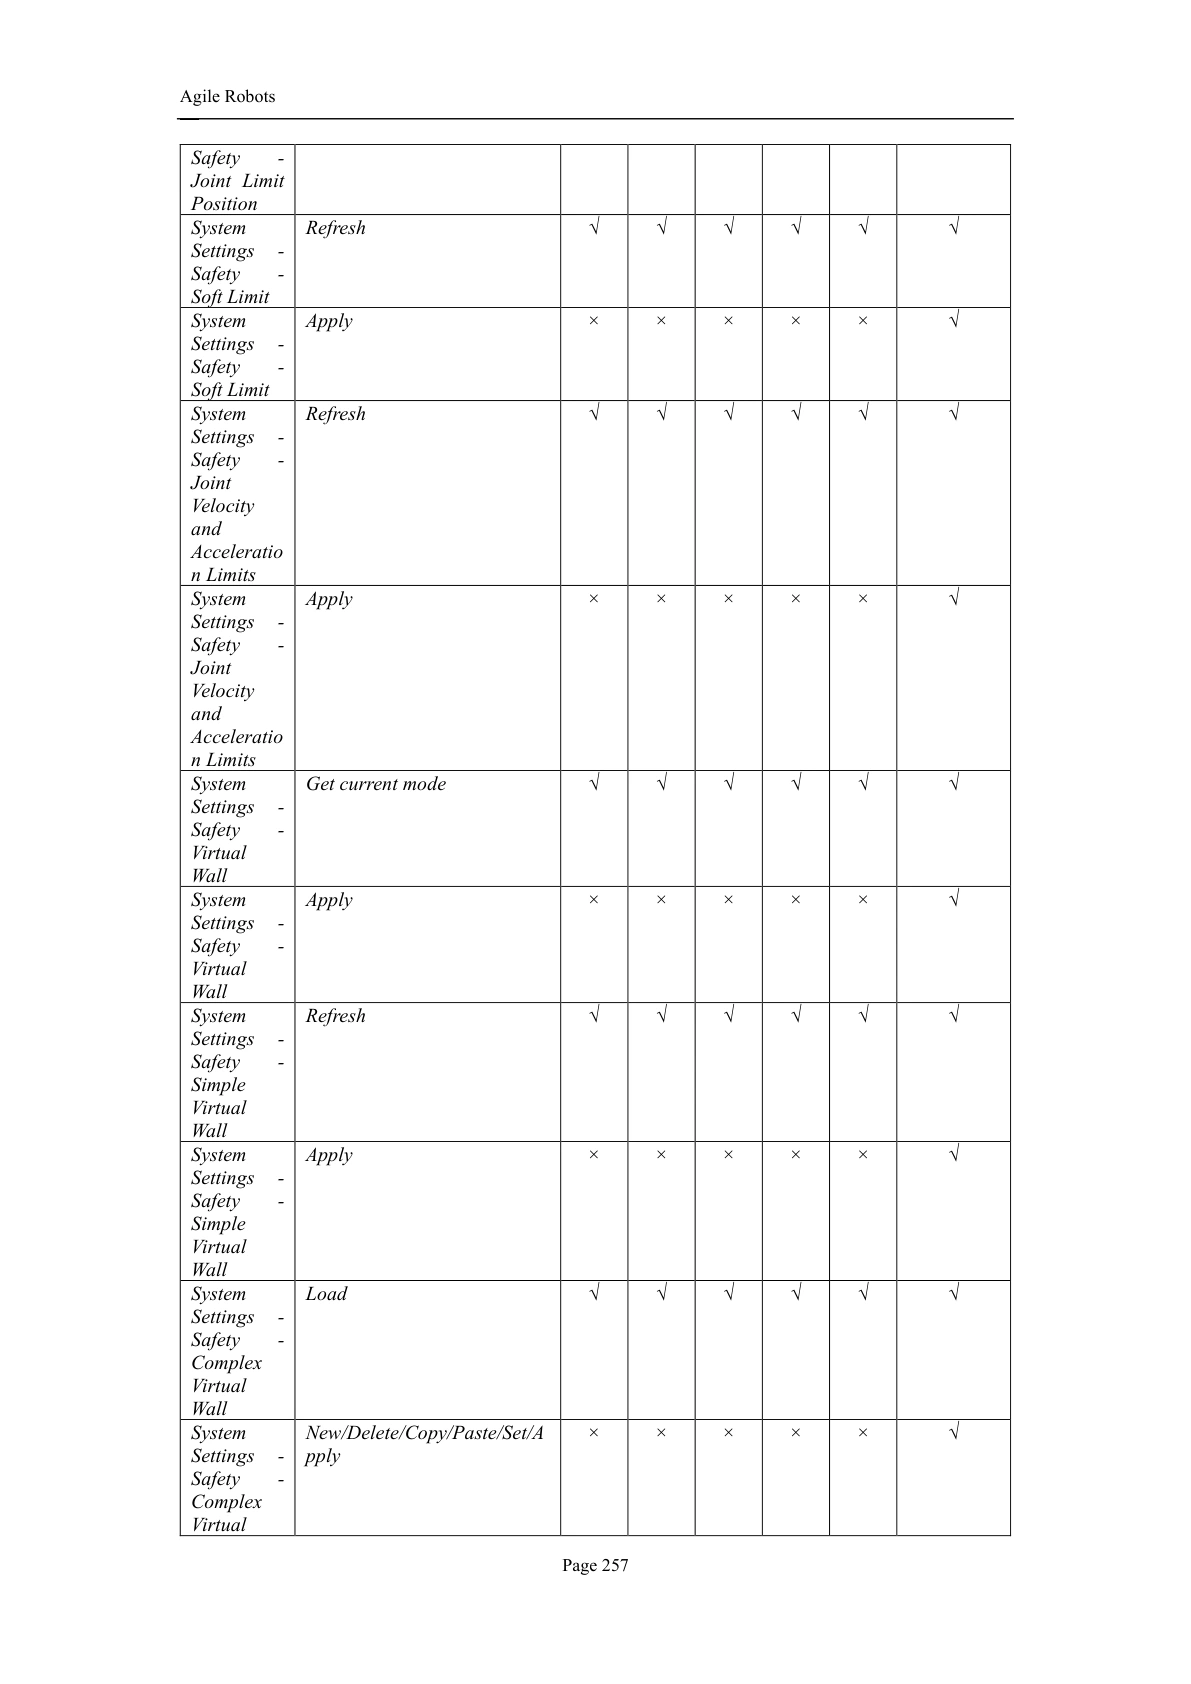 Agile Robots
Safety -
Joint Limit
Position
System Refresh √ √ √ √ √ √
Settings -
Safety -
Soft Limit
System Apply × × × × × √
Settings -
Safety -
Soft Limit
System Refresh √ √ √ √ √ √
Settings -
Safety -
Joint
Velocity
and
Acceleratio
n Limits
System Apply × × × × × √
Settings -
Safety -
Joint
Velocity
and
Acceleratio
n Limits
System Get current mode √ √ √ √ √ √
Settings -
Safety -
Virtual
Wall
System Apply × × × × × √
Settings -
Safety -
Virtual
Wall
System Refresh √ √ √ √ √ √
Settings -
Safety -
Simple
Virtual
Wall
System Apply × × × × × √
Settings -
Safety -
Simple
Virtual
Wall
System Load √ √ √ √ √ √
Settings -
Safety -
Complex
Virtual
Wall
System New/Delete/Copy/Paste/Set/A × × × × × √
Settings - pply
Safety -
Complex
Virtual
Page 257